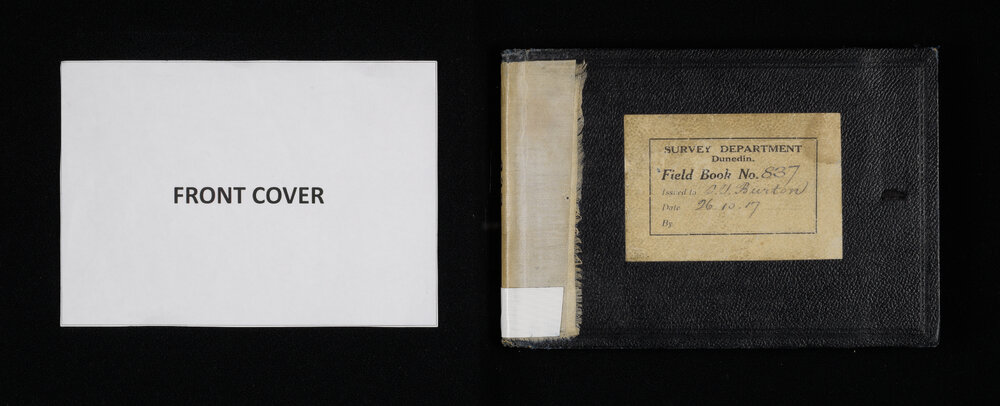 FRONT COVER
SURVEY DEPARTMENT
Dunedin.
Field Book No. 837
Issued to Burton
Date 26.10.17
By